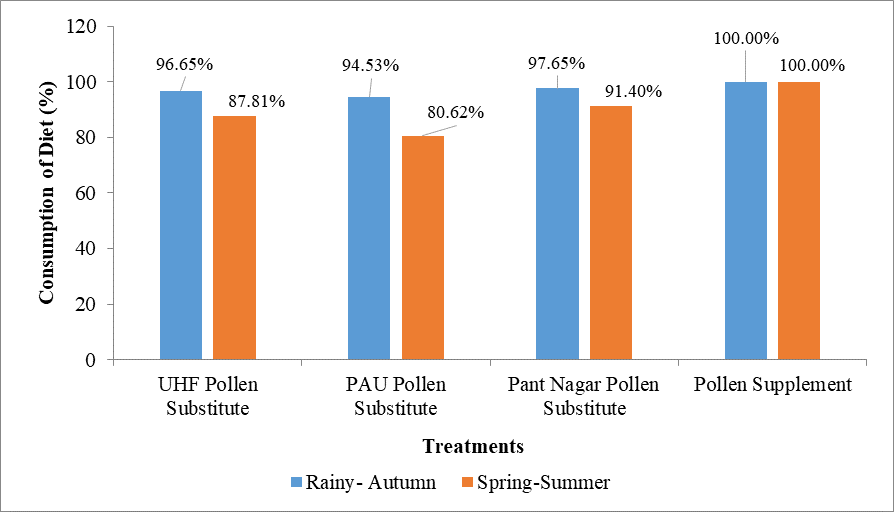 120
100
80
60
40
20
0
Consumption of Diet (%)
96.65%
87.81%
94.53%
80.62%
97.65%
91.40%
100.00%
100.00%
UHF Pollen
Substitute
PAU Pollen
Substitute
Pant Nagar Pollen
Substitute
Pollen Supplement
Treatments
Rainy- Autumn
Spring-Summer